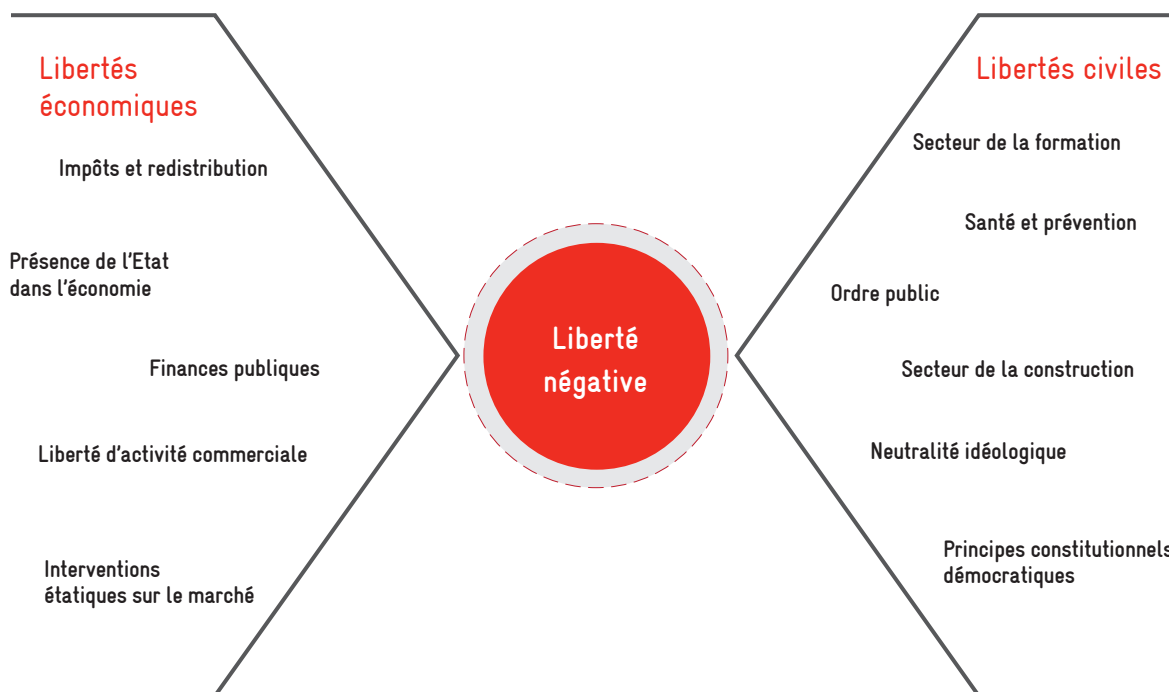 Libertés
économiques
Impôts et redistribution
Présence de l'Etat
dans l'économie
Finances publiques
Liberté d'activité commerciale
Interventions
étatiques sur le marché
Liberté
négative
Libertés civiles
Secteur de la formation
Santé et prévention
Ordre public
Secteur de la construction
Neutralité idéologique
Principes constitutionnels
démocratiques